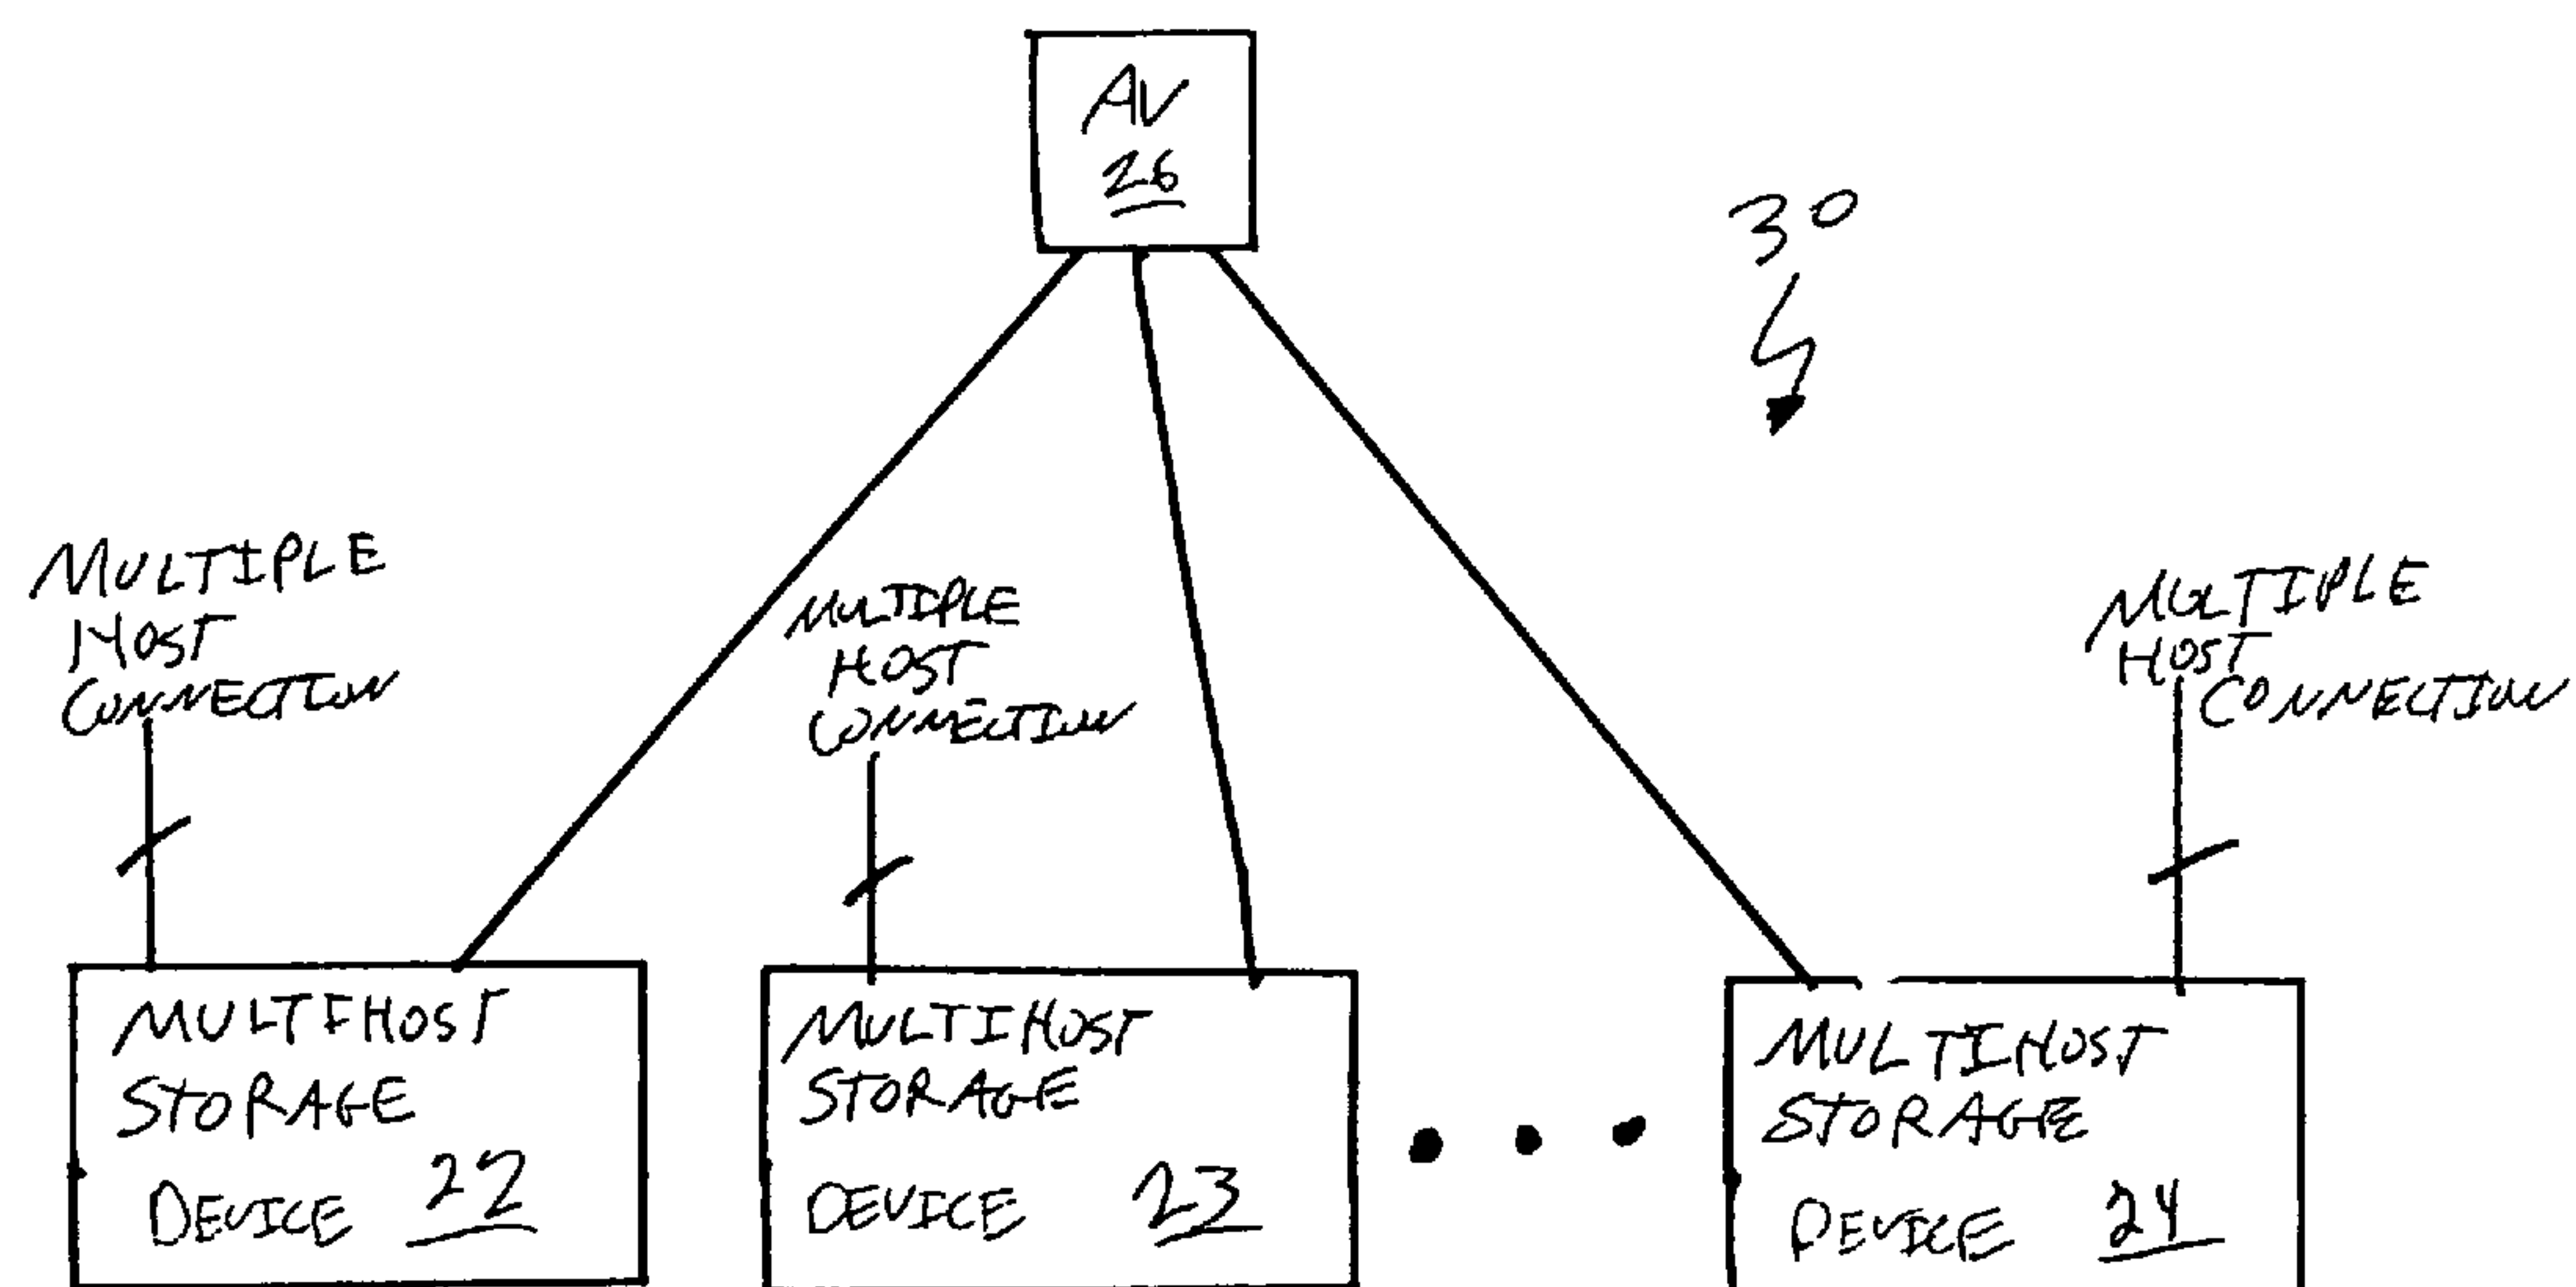 AV
26
30
MULTIPLE
HOST
CONNECTION
MULTIPLE
HOST
CONNECTION
MULTIPLE
HOST
CONNECTION
MULTIHOST
STORAGE
DEVICE 22
MULTIHOST
STORAGE
DEVICE 23
MULTIHOST
STORAGE
DEVICE 24